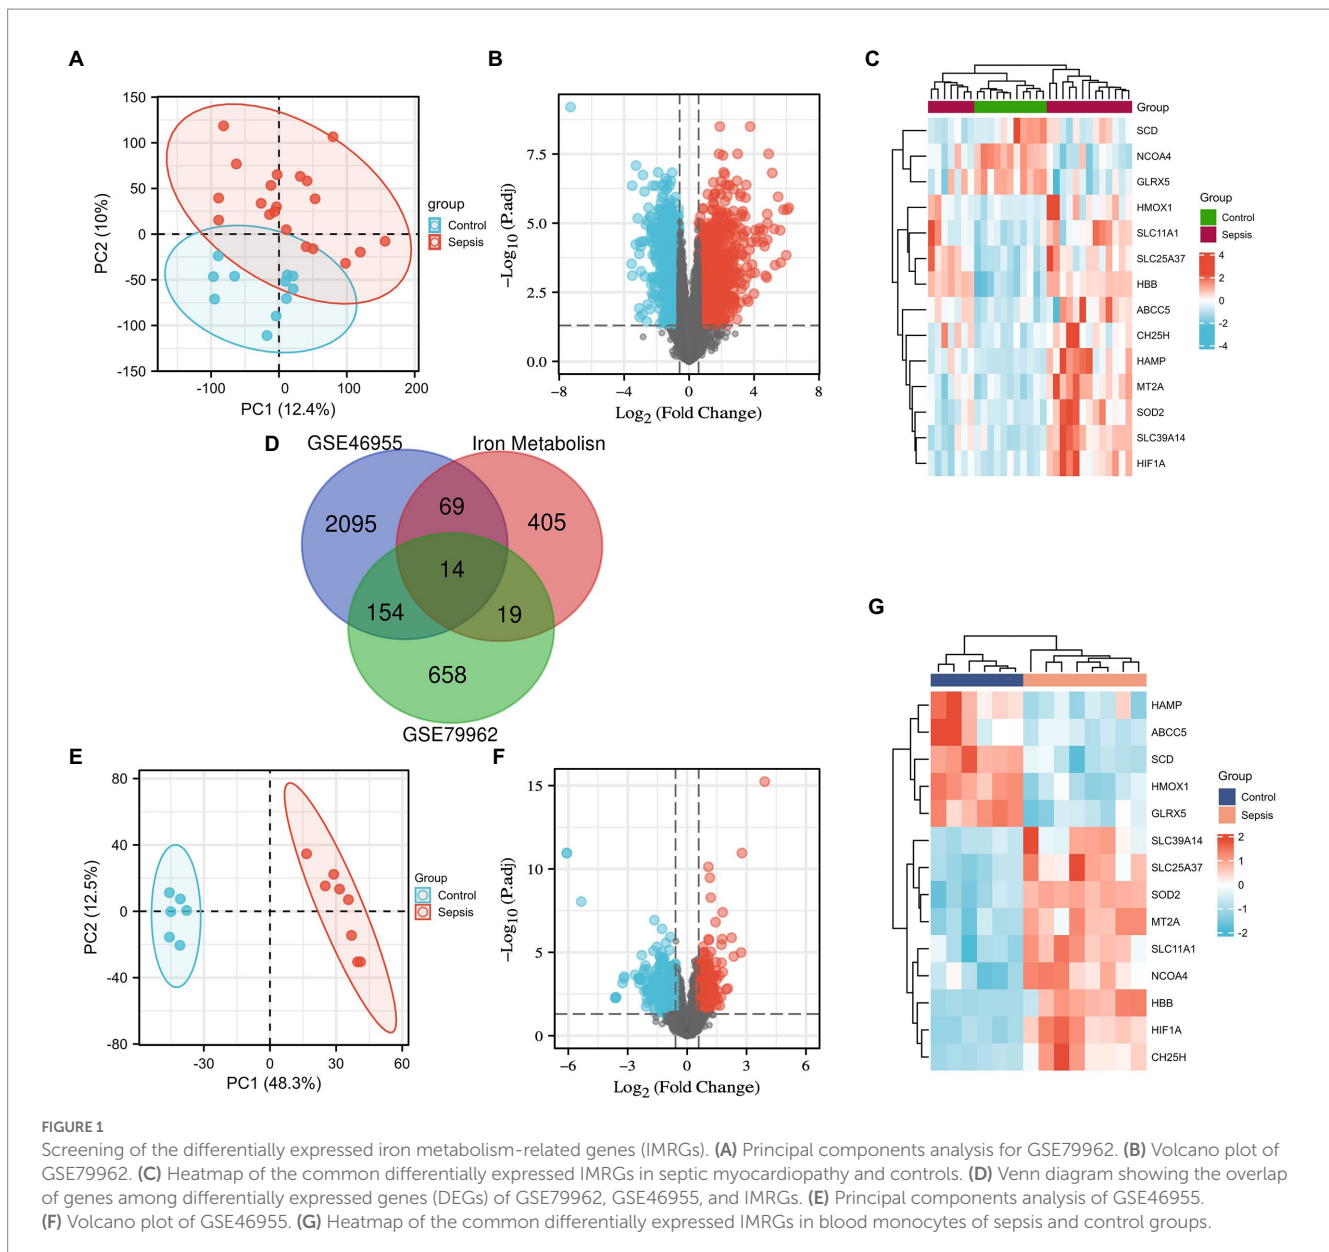 A
150
100
50
0
-50
-100
-150
-100
0
100
200
PC2 (10%)
PC1 (12.4%)
group
Control
Sepsis
B
7.5
5.0
2.5
0.0
−8
−4
0
4
8
−Log10 (P.adj)
Log2 (Fold Change)
C
Group
SCD
NCOA4
GLRX5
HMOX1
SLC11A1
SLC25A37
HBB
ABCC5
CH25H
HAMP
MT2A
SOD2
SLC39A14
HIF1A
Group
Control
Sepsis
4
2
0
-2
-4
D
GSE46955
Iron Metabolisn
2095
69
405
14
154
19
658
GSE79962
E
80
40
0
-40
-80
-30
0
30
60
PC2 (12.5%)
PC1 (48.3%)
Group
Control
Sepsis
F
15
10
5
0
−6
−3
0
3
6
−Log10 (P.adj)
Log2 (Fold Change)
G
HAMP
ABCC5
SCD
HMOX1
GLRX5
SLC39A14
SLC25A37
SOD2
MT2A
SLC11A1
NCOA4
HBB
HIF1A
CH25H
Group
Control
Sepsis
2
1
0
-1
-2
FIGURE 1
Screening of the differentially expressed iron metabolism-related genes (IMRGs). (A) Principal components analysis for GSE79962. (B) Volcano plot of
GSE79962. (C) Heatmap of the common differentially expressed IMRGs in septic myocardiopathy and controls. (D) Venn diagram showing the overlap
of genes among differentially expressed genes (DEGs) of GSE79962, GSE46955, and IMRGs. (E) Principal components analysis of GSE46955.
(F) Volcano plot of GSE46955. (G) Heatmap of the common differentially expressed IMRGs in blood monocytes of sepsis and control groups.